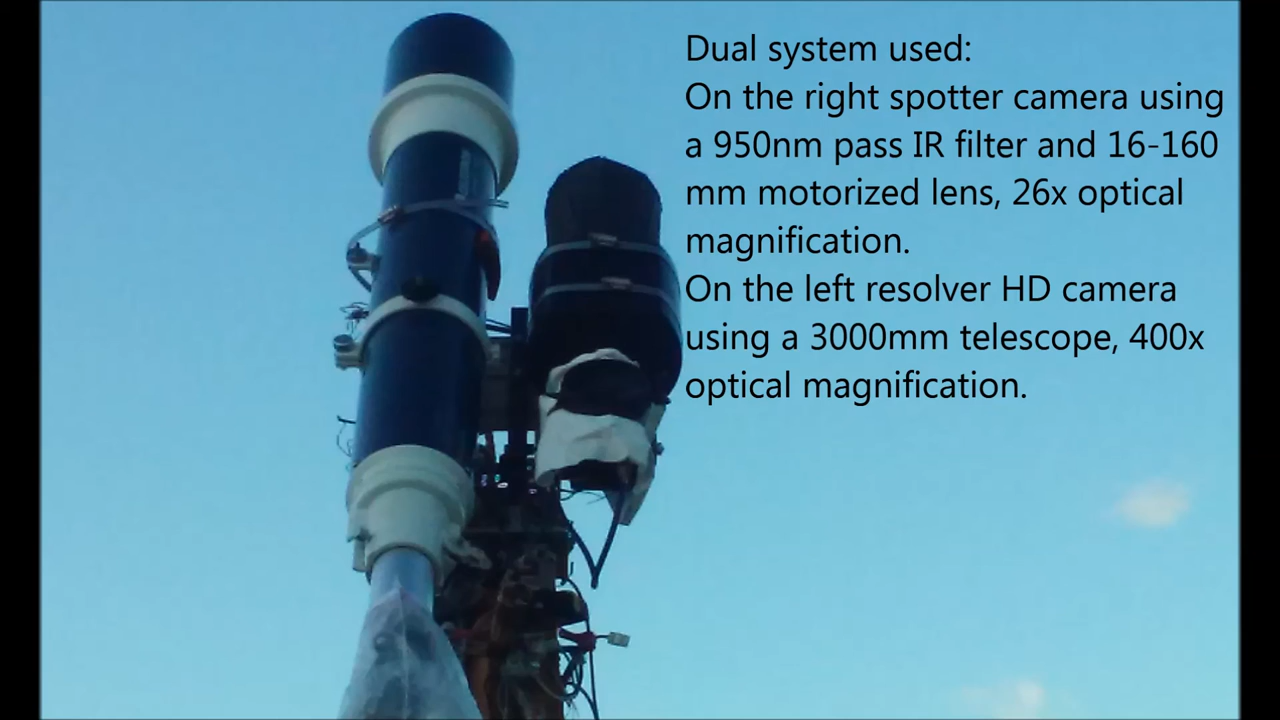 Dual system used:
On the right spotter camera using
a 950nm pass IR filter and 16-160
mm motorized lens, 26x optical
magnification.
On the left resolver HD camera
using a 3000mm telescope, 400x
optical magnification.